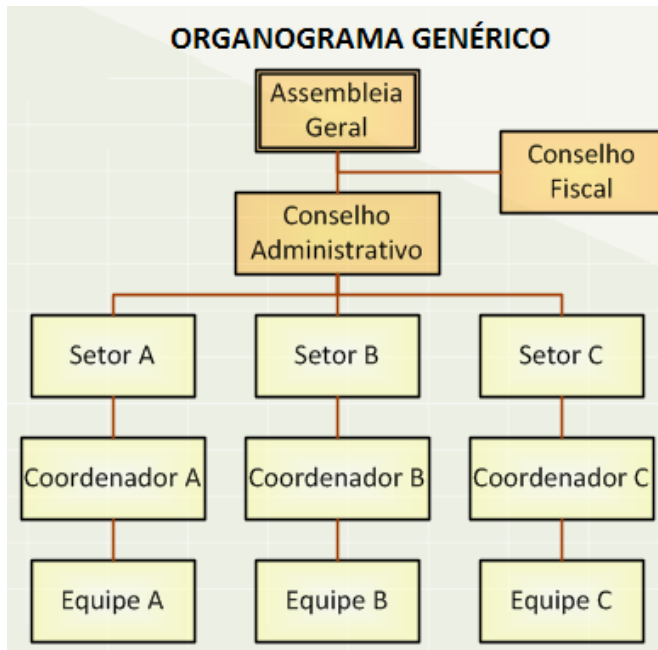 ORGANOGRAMA GENÉRICO
Assembleia
Geral
Conselho
Fiscal
Conselho
Administrativo
Setor A
Setor B
Setor C
Coordenador A
Coordenador B
Coordenador C
Equipe A
Equipe B
Equipe C